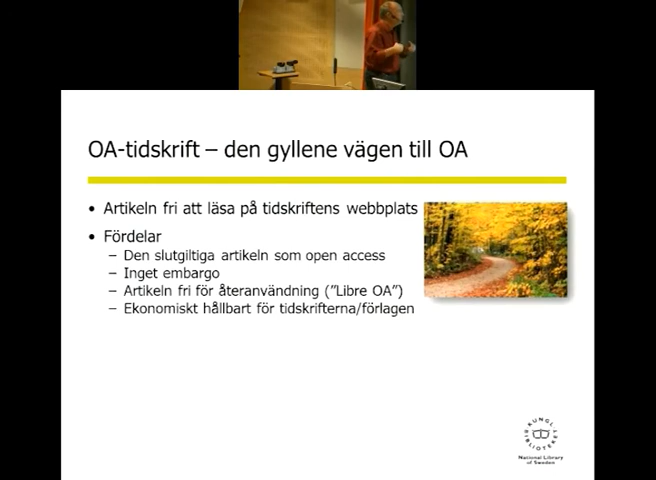 OA-tidskrift – den gyllene vägen till OA
• Artikeln fri att läsa på tidskriftens webbplats
• Fördelar
– Den slutgiltiga artikeln som open access
– Inget embargo
– Artikeln fri för återanvändning ("Libre OA")
– Ekonomiskt hållbart för tidskrifterna/förlagen
KUNGL. BIBLIOTEKET
National Library
of Sweden